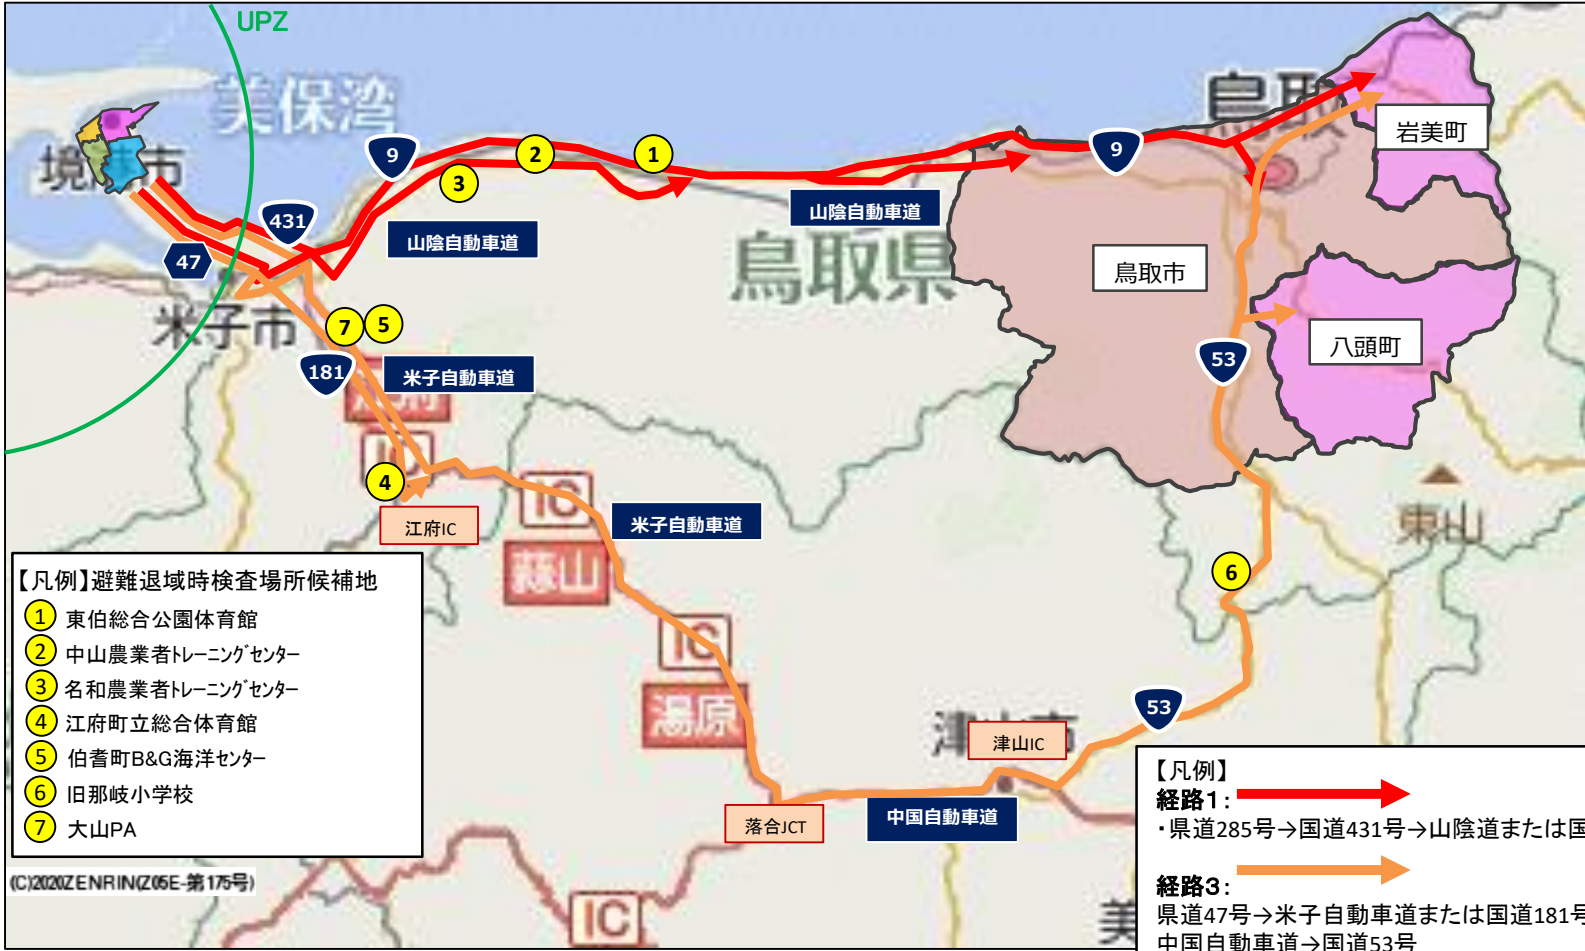 UPZ
美保湾
鳥取
岩美町
境港市
9
2
1
9
3
431
山陰自動車道
山陰自動車道
47
鳥取県
鳥取市
米子市
7
5
八頭町
53
181
米子自動車道
IC
4
江府IC
IC
米子自動車道
東山
蒜山
6
【凡例】避難退域時検査場所候補地
1 東伯総合公園体育館
2 中山農業者トレーニングセンター
3 名和農業者トレーニングセンター
4 江府町立総合体育館
5 伯耆町B&G海洋センター
6 旧那岐小学校
7 大山PA
IC
湯原
53
津山IC
落合JCT
中国自動車道
【凡例】
経路1:
・県道285号→国道431号→山陰道または国
経路3:
県道47号→米子自動車道または国道181号
中国自動車道→国道53号
(C)2020ZENRIN(Z05E-第175号)
IC
美